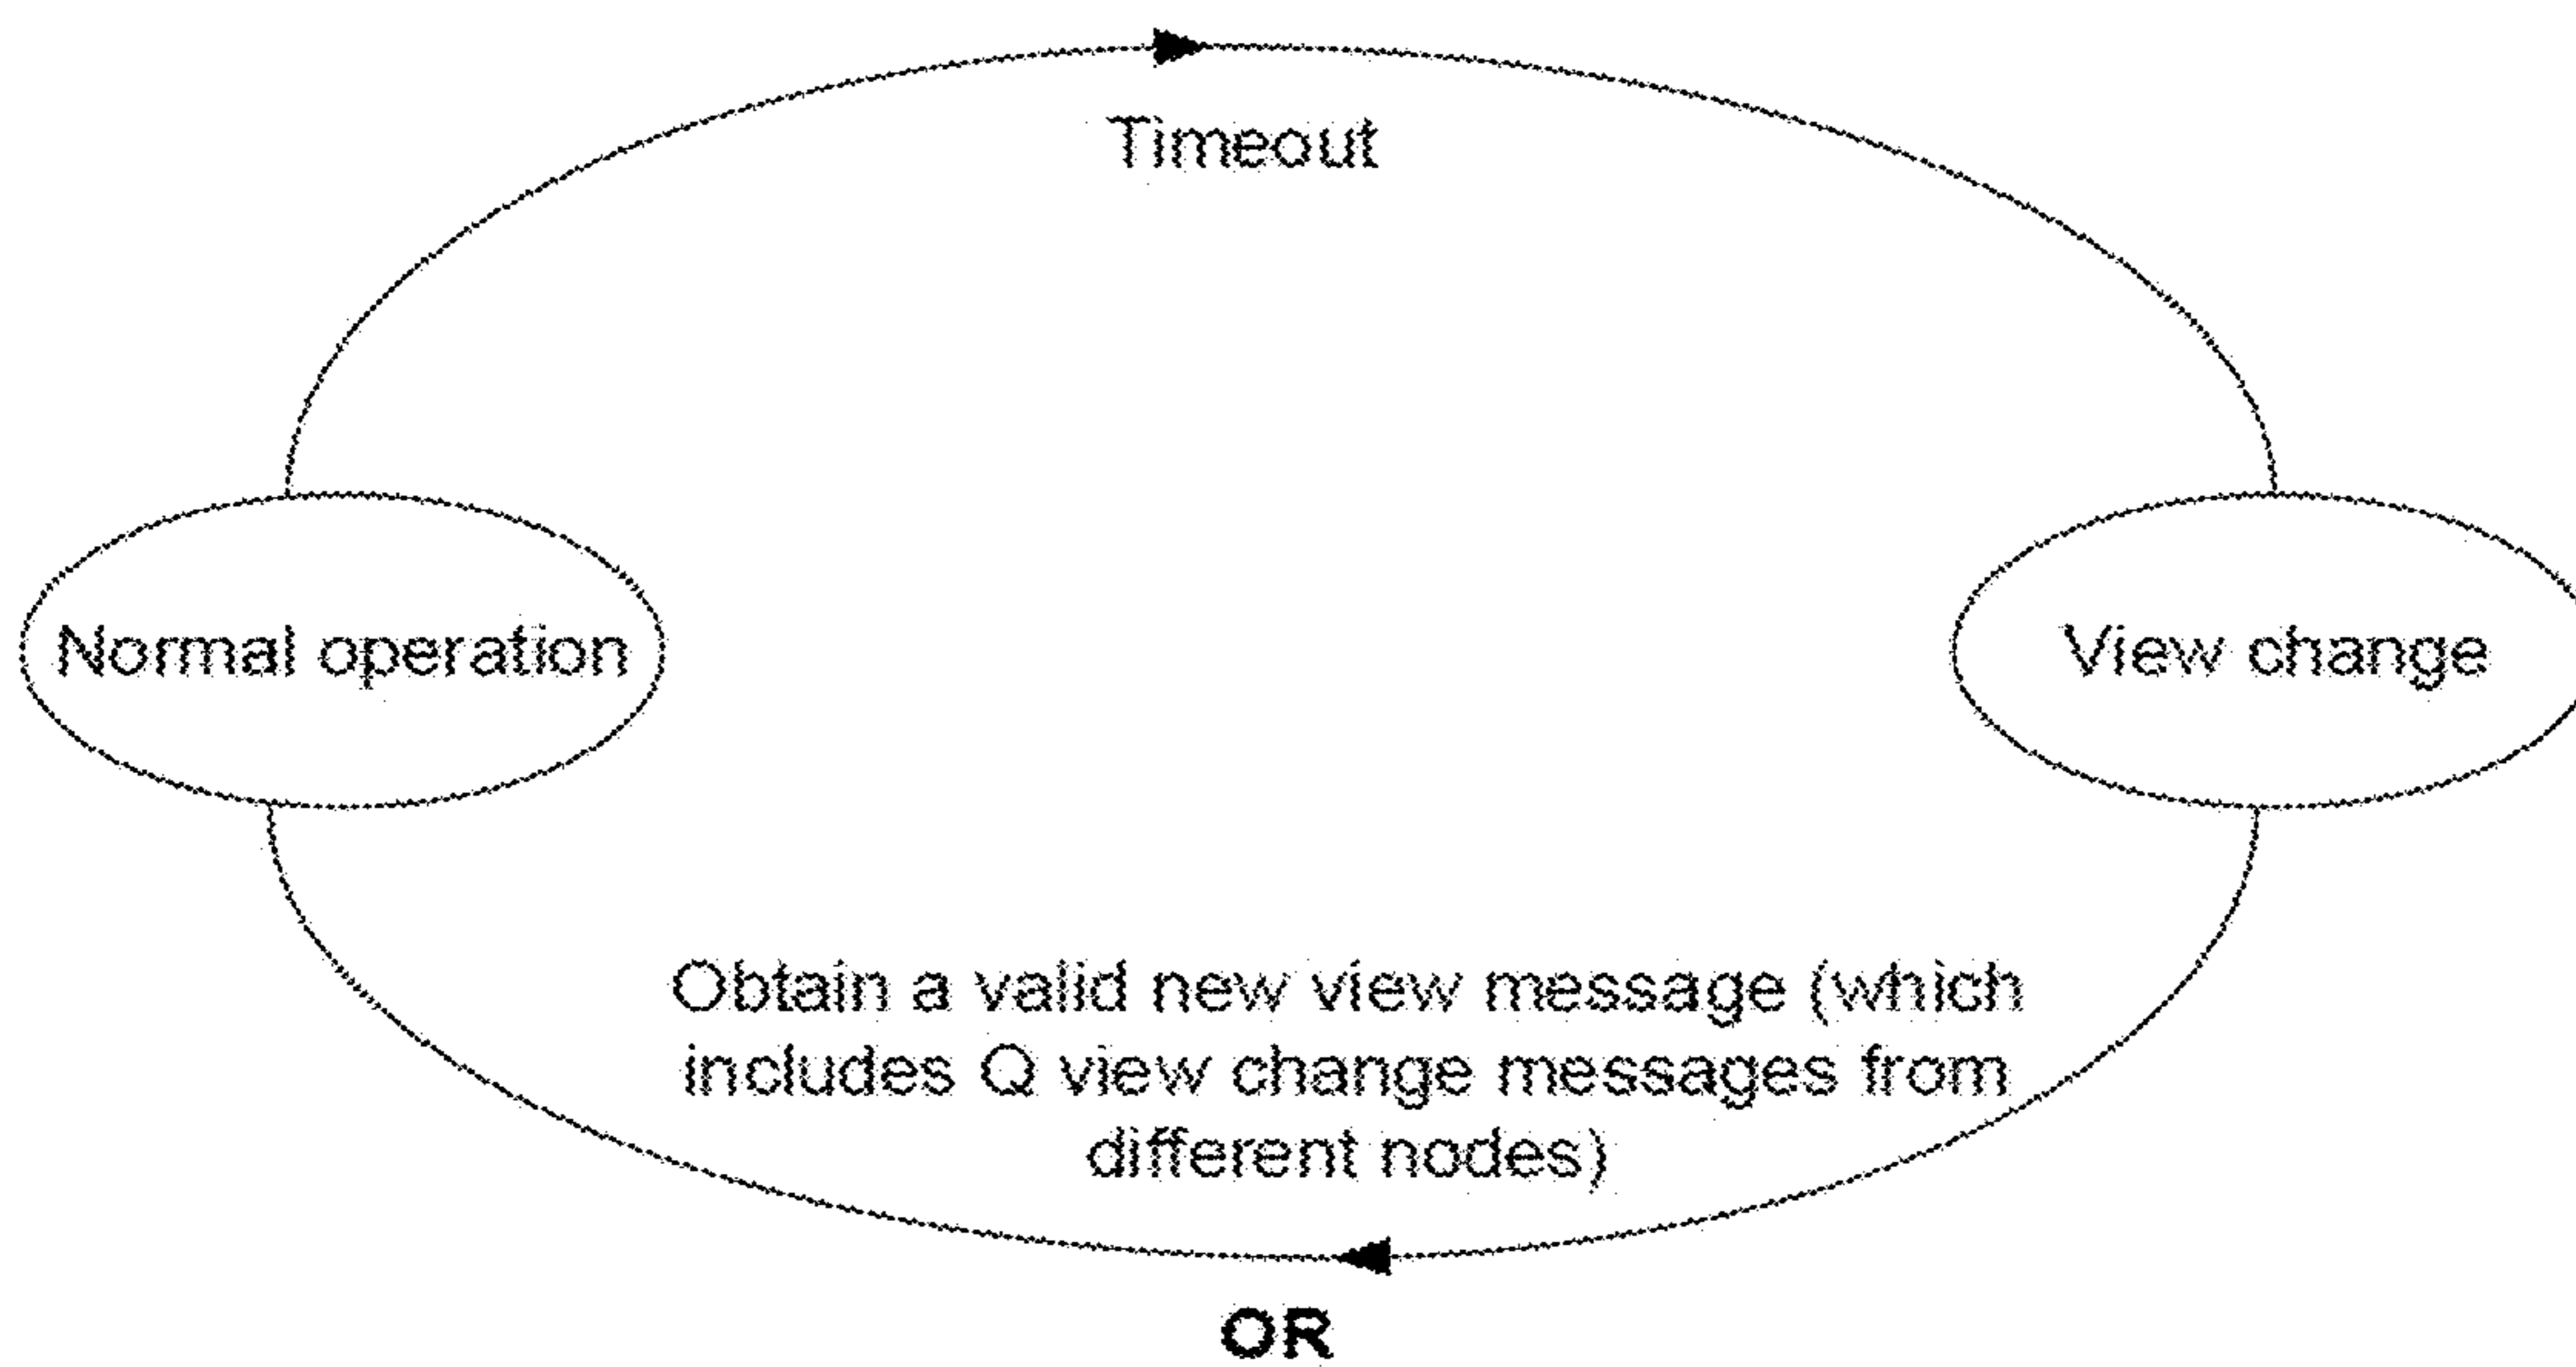 Timeout
Normal operation
View change
Obtain a valid new view message (which
includes Q view change messages from
different nodes)
OR